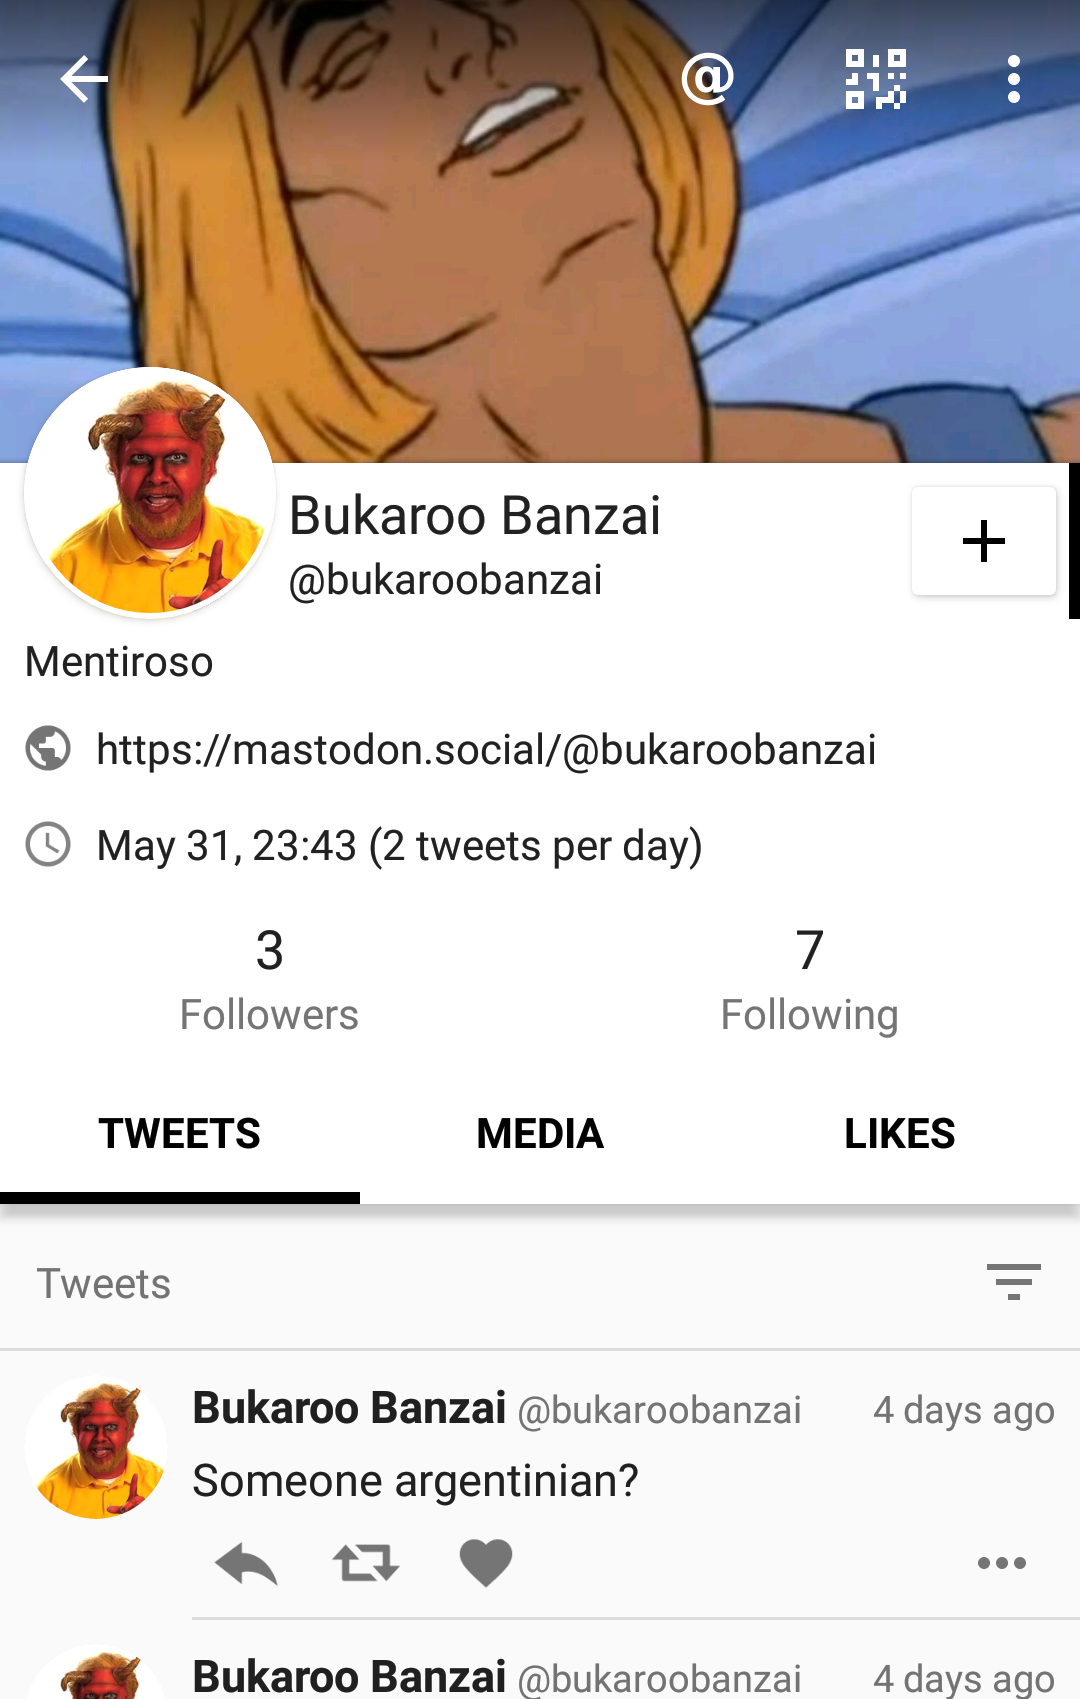 @
Bukaroo Banzai
@bukaroobanzai
Mentiroso
https://mastodon.social/@bukaroobanzai
May 31, 23:43 (2 tweets per day)
3 7
Followers Following
TWEETS MEDIA LIKES
Tweets
Bukaroo Banzai @bukaroobanzai 4 days ago
Someone argentinian?
Bukaroo Banzai @bukaroobanzai 4 days ago